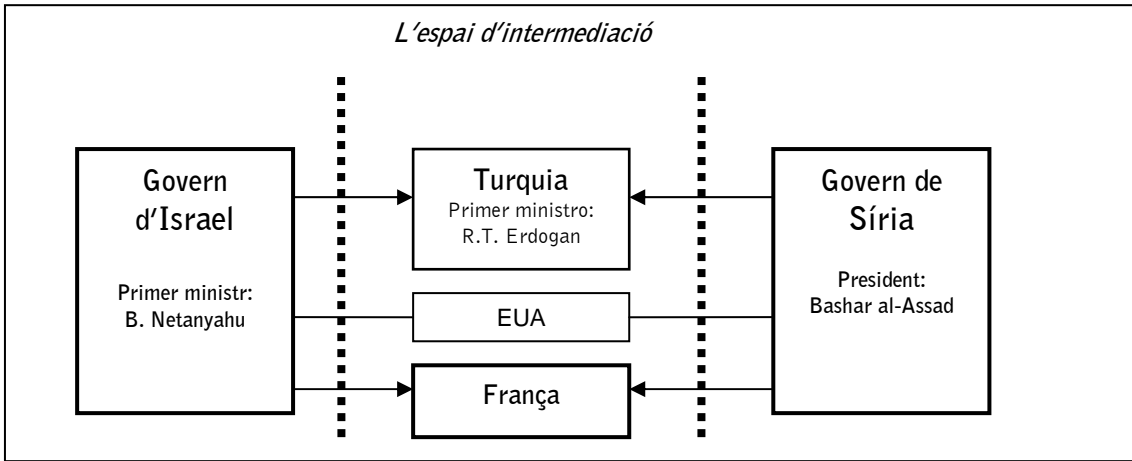 L'espai d'intermediació
Govern
d'Israel
Primer ministr:
B. Netanyahu
Turquia
Primer ministro:
R.T. Erdogan
EUA
França
Govern de
Síria
President:
Bashar al-Assad